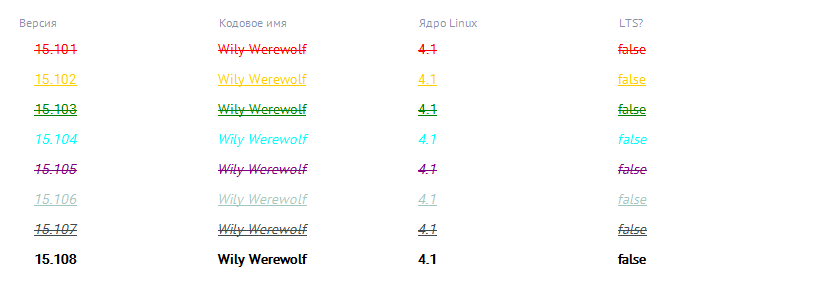 Версия Кодовое имя Ядро Linux LTS?
15.101 Wily Werewolf 4.1 false
15.102 Wily Werewolf 4.1 false
15.103 Wily Werewolf 4.1 false
15.104 Wily Werewolf 4.1 false
15.105 Wily Werewolf 4.1 false
15.106 Wily Werewolf 4.1 false
15.107 Wily Werewolf 4.1 false
15.108 Wily Werewolf 4.1 false